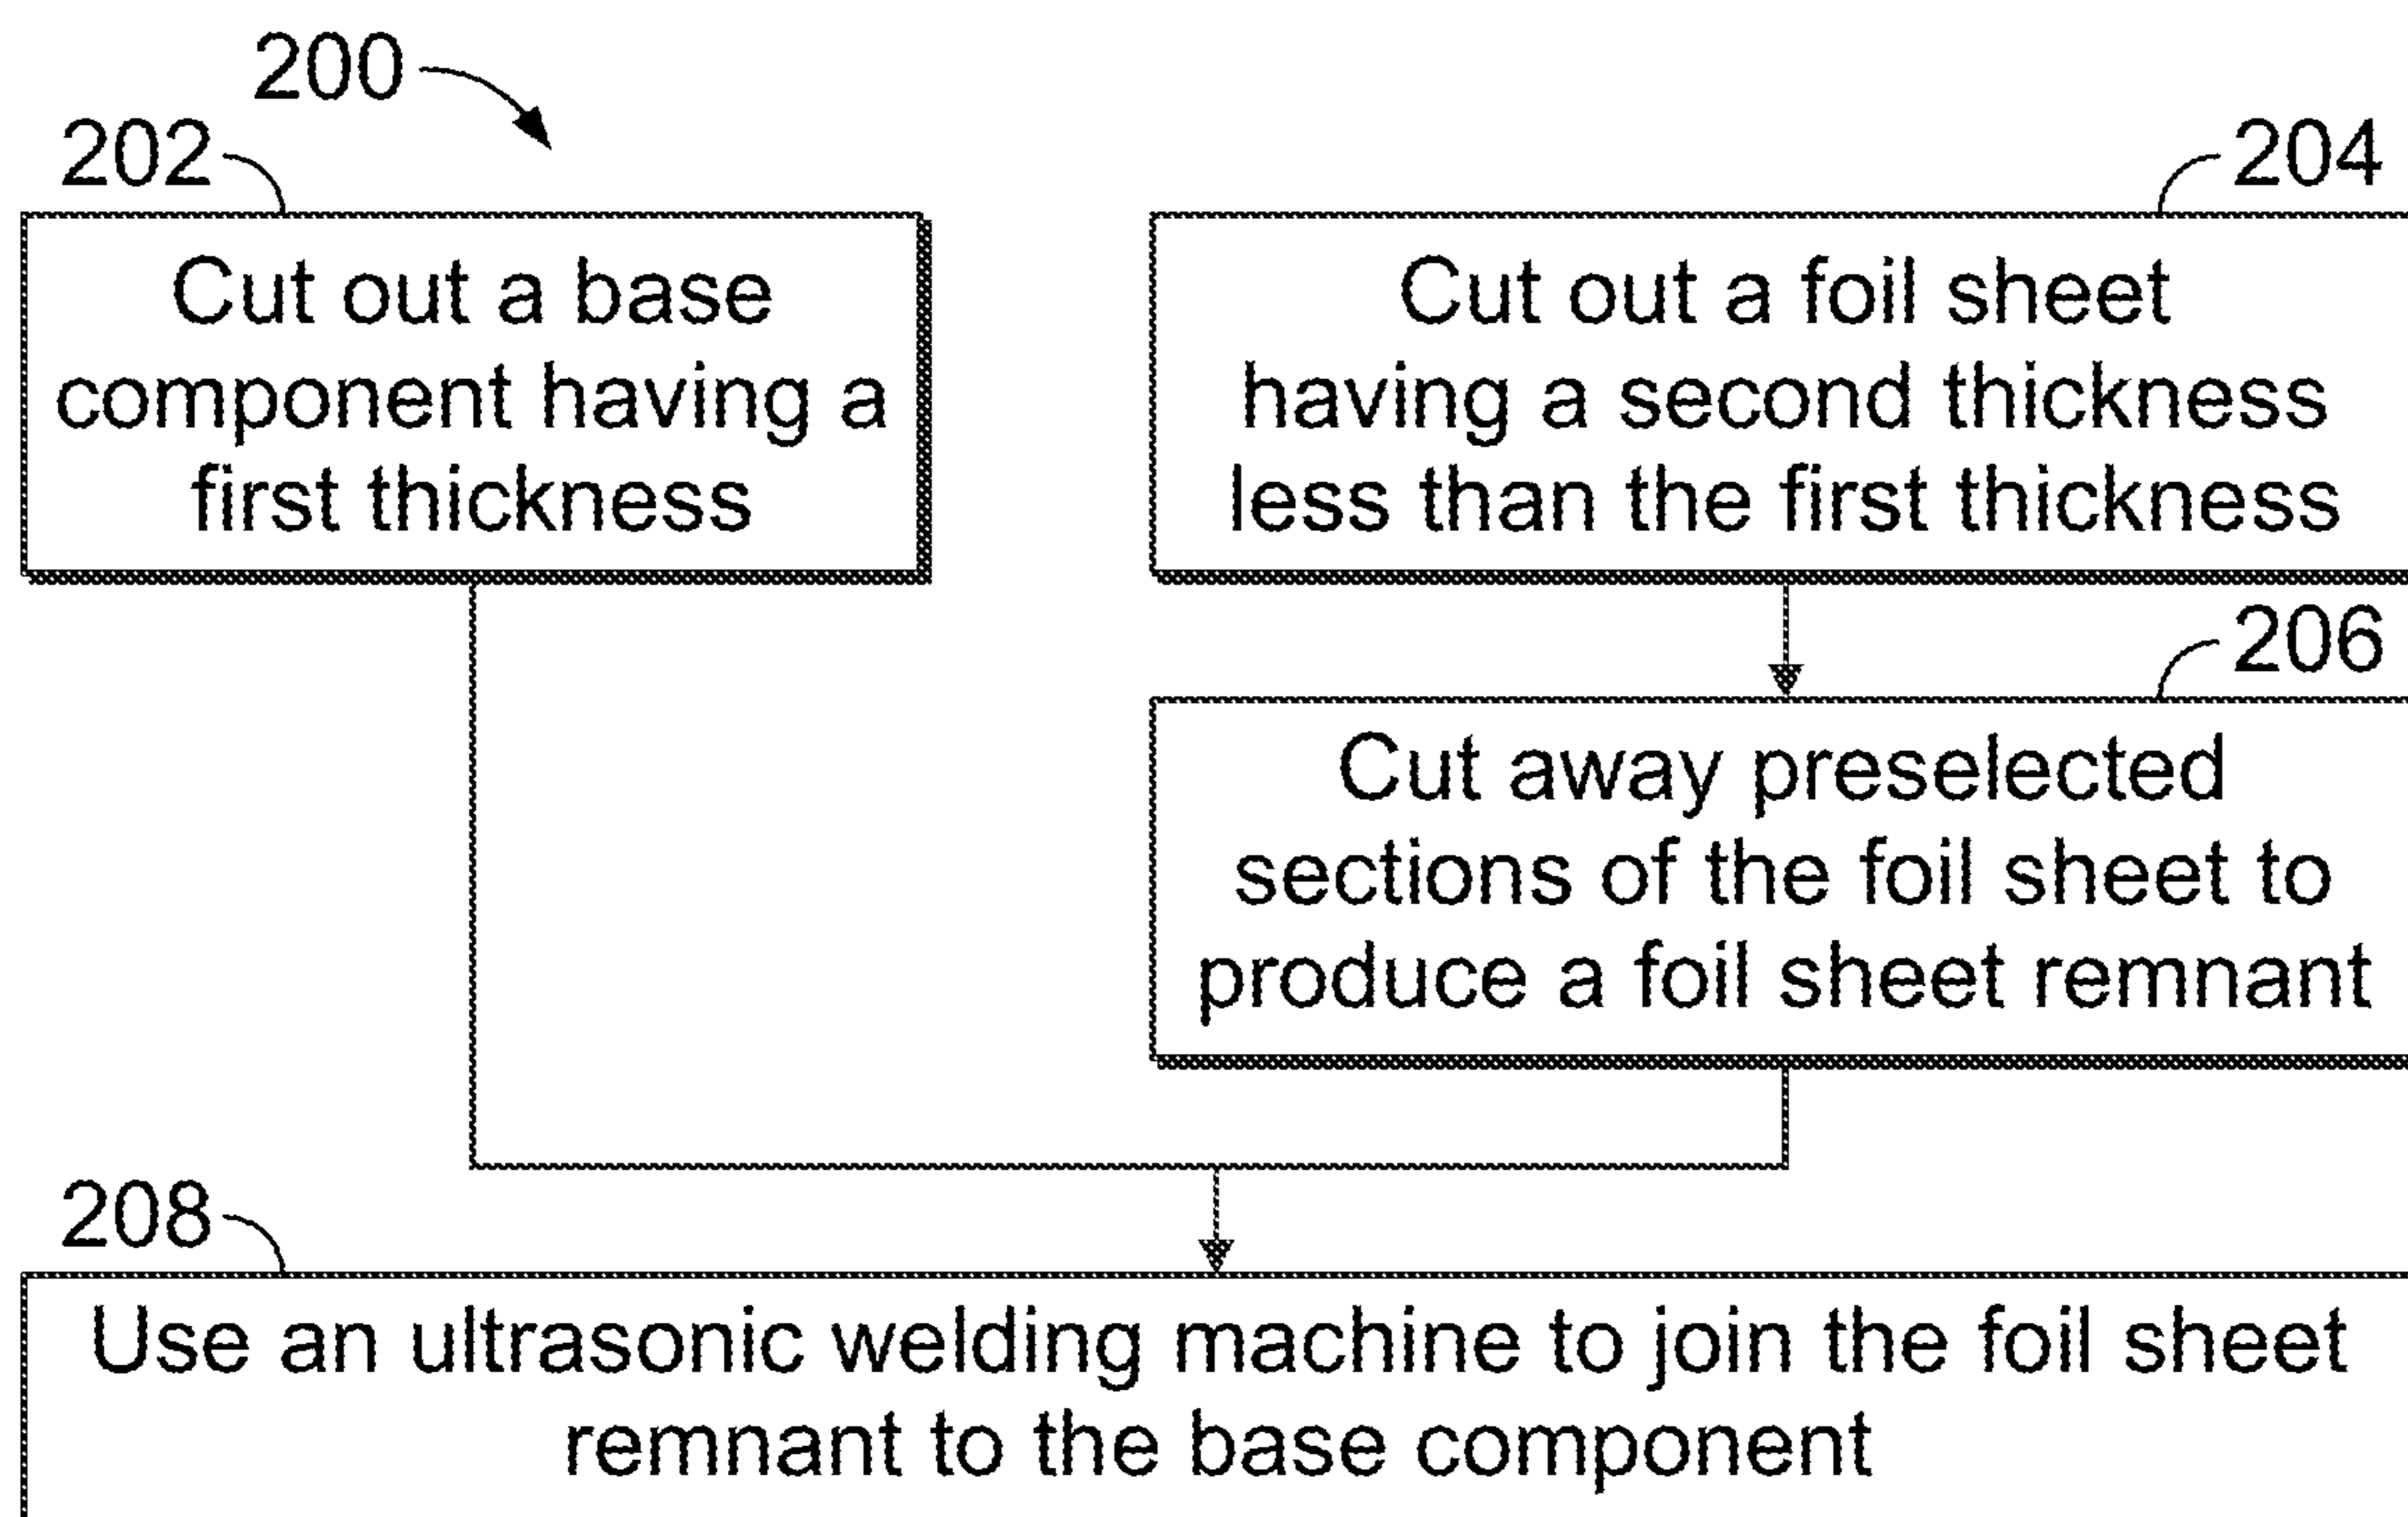 200
202
Cut out a base
component having a
first thickness
204
Cut out a foil sheet
having a second thickness
less than the first thickness
206
Cut away preselected
sections of the foil sheet to
produce a foil sheet remnant
208
Use an ultrasonic welding machine to join the foil sheet
remnant to the base component